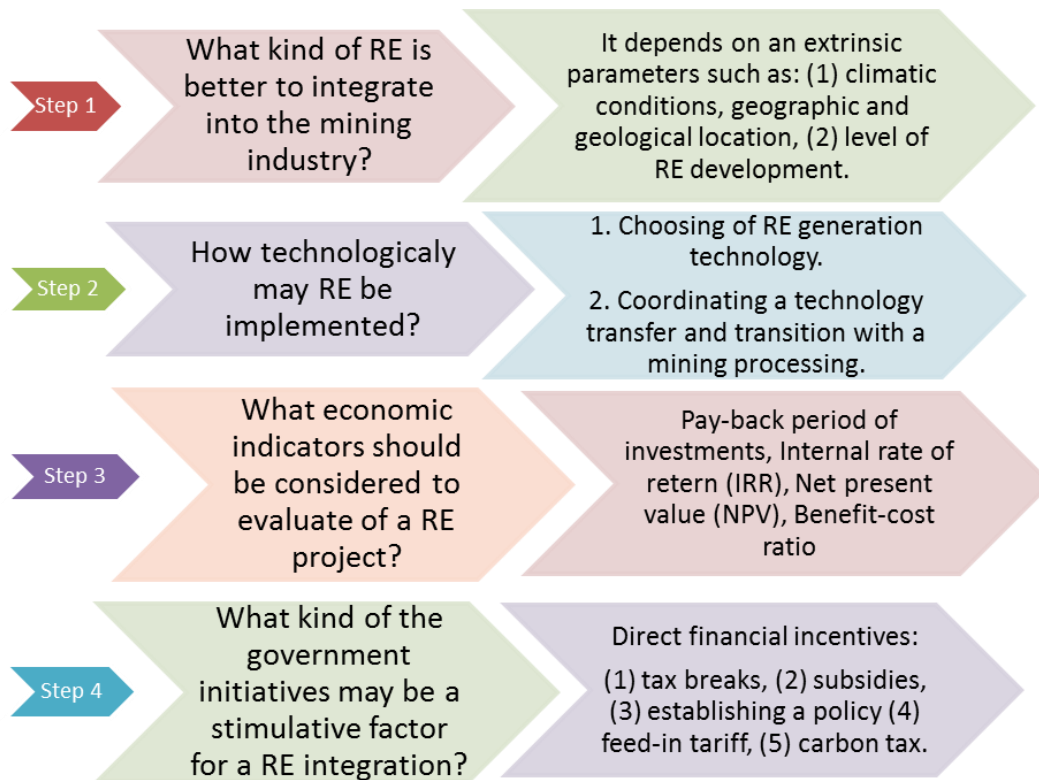 Step 1
What kind of RE is
better to integrate
into the mining
industry?
It depends on an extrinsic
parameters such as: (1) climatic
conditions, geographic and
geological location, (2) level of
RE development.
Step 2
How technologicaly
may RE be
implemented?
1. Choosing of RE generation
technology.
2. Coordinating a technology
transfer and transition with a
mining processing.
Step 3
What economic
indicators should
be considered to
evaluate of a RE
project?
Pay-back period of
investments, Internal rate of
retern (IRR), Net present
value (NPV), Benefit-cost
ratio
Step 4
What kind of the
government
initiatives may be a
stimulative factor
for a RE integration?
Direct financial incentives:
(1) tax breaks, (2) subsidies,
(3) establishing a policy (4)
feed-in tariff, (5) carbon tax.